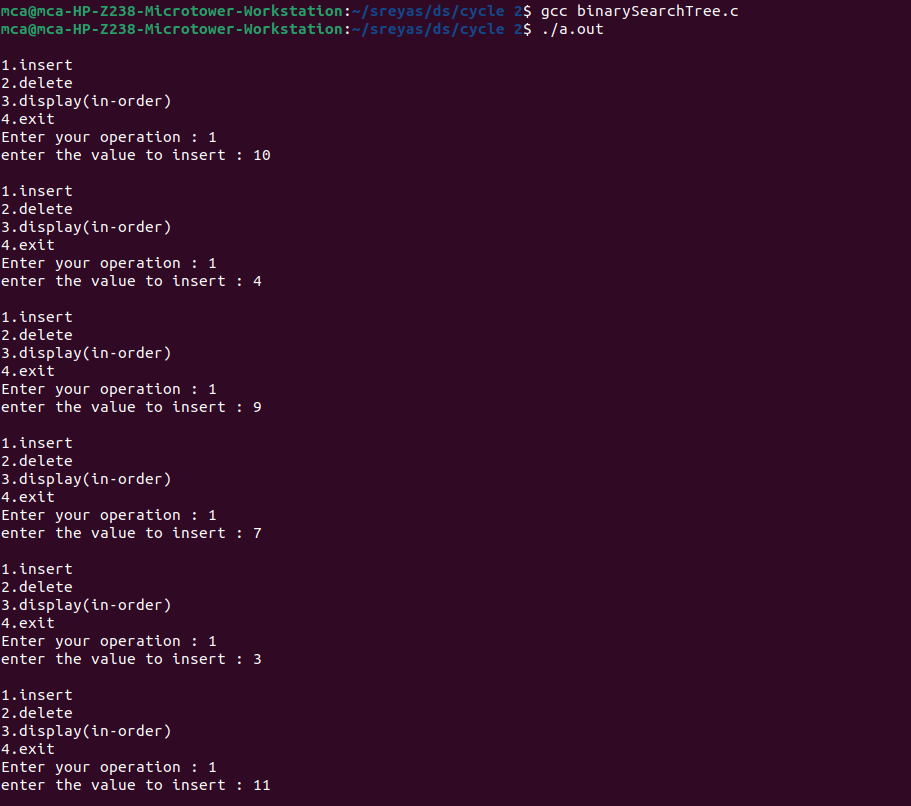 mca@mca-HP-Z238-Microtower-Workstation:~/sreyas/ds/cycle 2$ gcc binarySearchTree.c
mca@mca-HP-Z238-Microtower-Workstation:~/sreyas/ds/cycle 2$ ./a.out
1.insert
2.delete
3.display(in-order)
4.exit
Enter your operation : 1
enter the value to insert : 10
1.insert
2.delete
3.display(in-order)
4.exit
Enter your operation : 1
enter the value to insert : 4
1.insert
2.delete
3.display(in-order)
4.exit
Enter your operation : 1
enter the value to insert : 9
1.insert
2.delete
3.display(in-order)
4.exit
Enter your operation : 1
enter the value to insert : 7
1.insert
2.delete
3.display(in-order)
4.exit
Enter your operation : 1
enter the value to insert : 3
1.insert
2.delete
3.display(in-order)
4.exit
Enter your operation : 1
enter the value to insert : 11